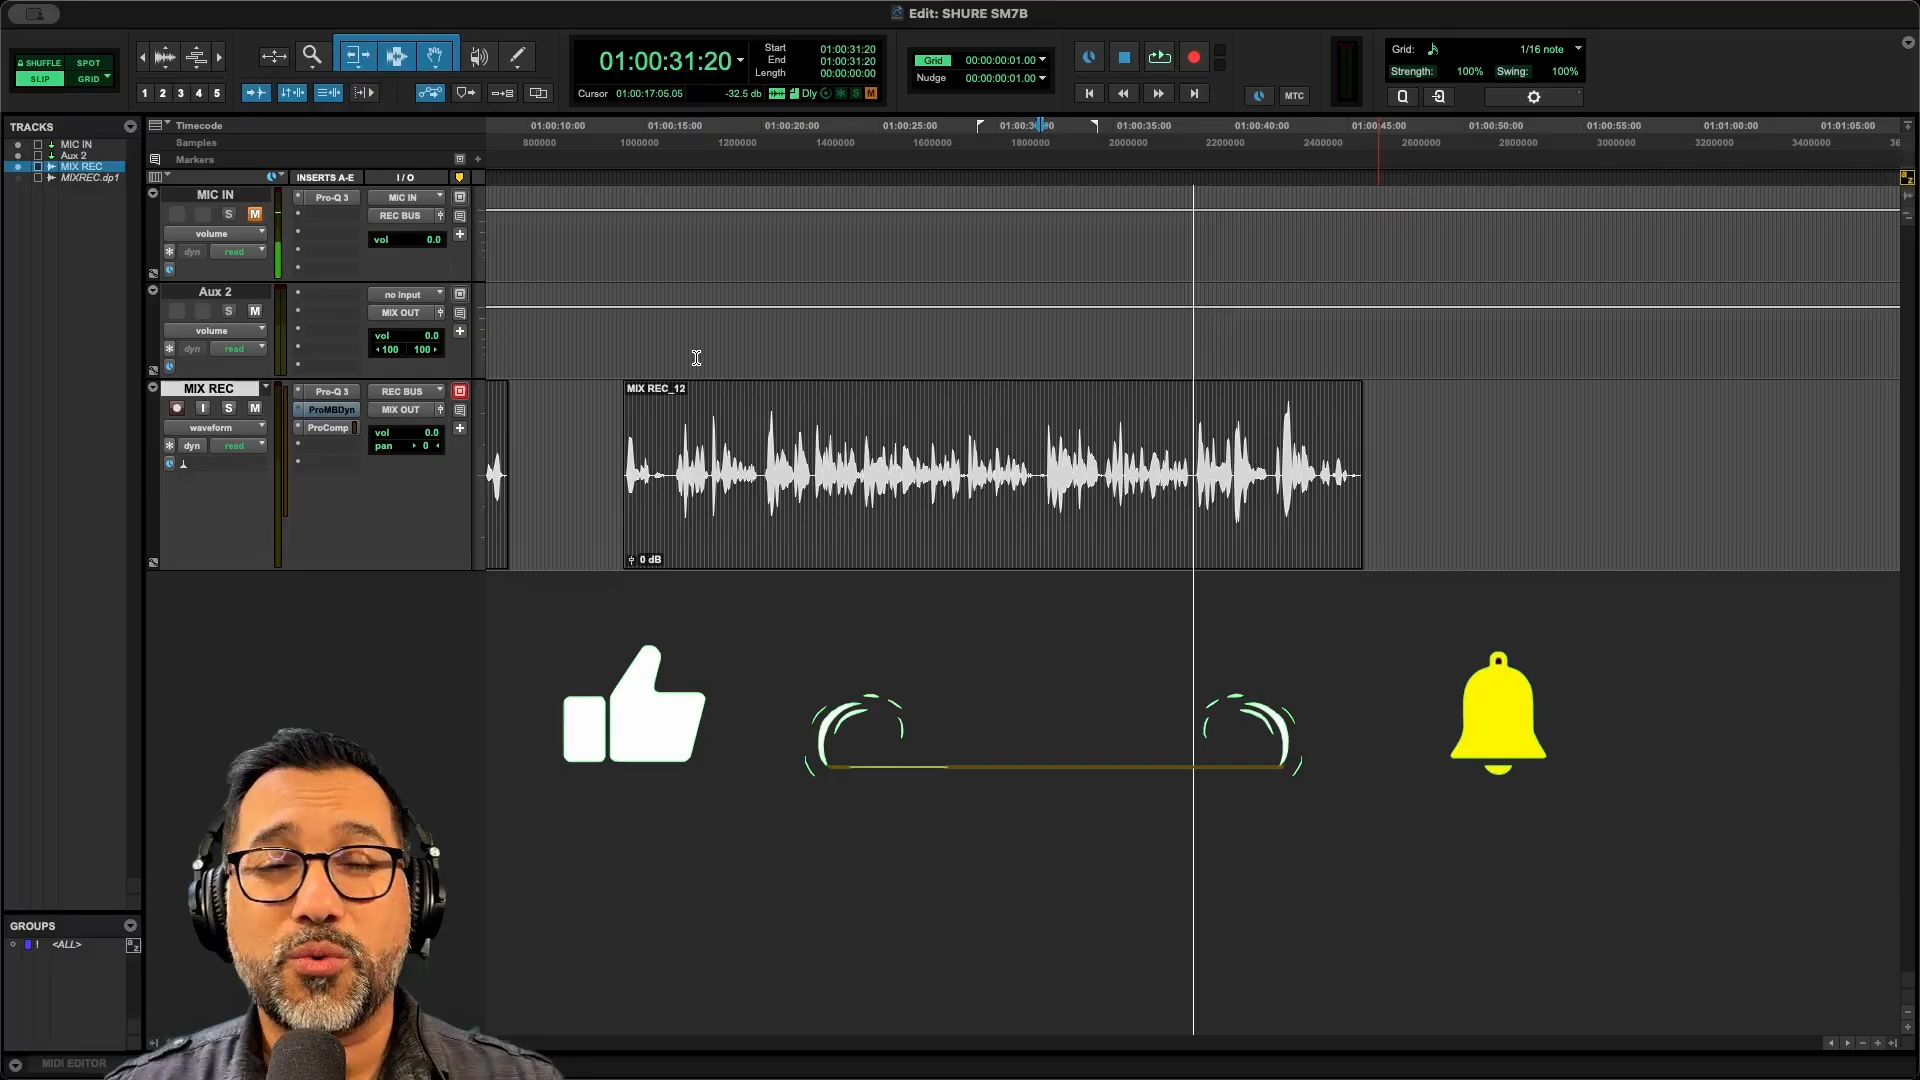 Edit: SHURE SM7B
SHUFFLE SPOT
SLIP GRID
1 2 3 4 5
01:00:31:20
Start 01:00:31:20
End 01:00:31:20
Length 00:00:00:00
Cursor 01:00:17:05.05 -32.5 db Dly S M
Grid 00:00:00:01.00
Nudge 00:00:00:01.00
MTC
Grid: 1/16 note
Strength: 100% Swing: 100%
TRACKS
MIC IN
Aux 2
MIX REC
MIXREC.dp1
Timecode 01:00:10:00 01:00:15:00 01:00:20:00 01:00:25:00 01:00:35:00 01:00:40:00 01:00:45:00 01:00:50:00 01:00:55:00 01:01:00:00 01:01:05:00
Samples 800000 1000000 1200000 1400000 1600000 1800000 2000000 2200000 2400000 2600000 2800000 3000000 3200000 3400000 36
Markers
INSERTS A-E I / O
MIC IN Pro-Q 3 MIC IN
S M REC BUS
volume vol 0.0
dyn read
Aux 2 no input
S M MIX OUT
volume vol 0.0
dyn read 100 100
MIX REC Pro-Q 3 REC BUS
I S M ProMBDyn MIX OUT
waveform ProComp vol 0.0
dyn read pan 0
MIX REC_12
0 dB
GROUPS
! <ALL>
a z
MIDI EDITOR